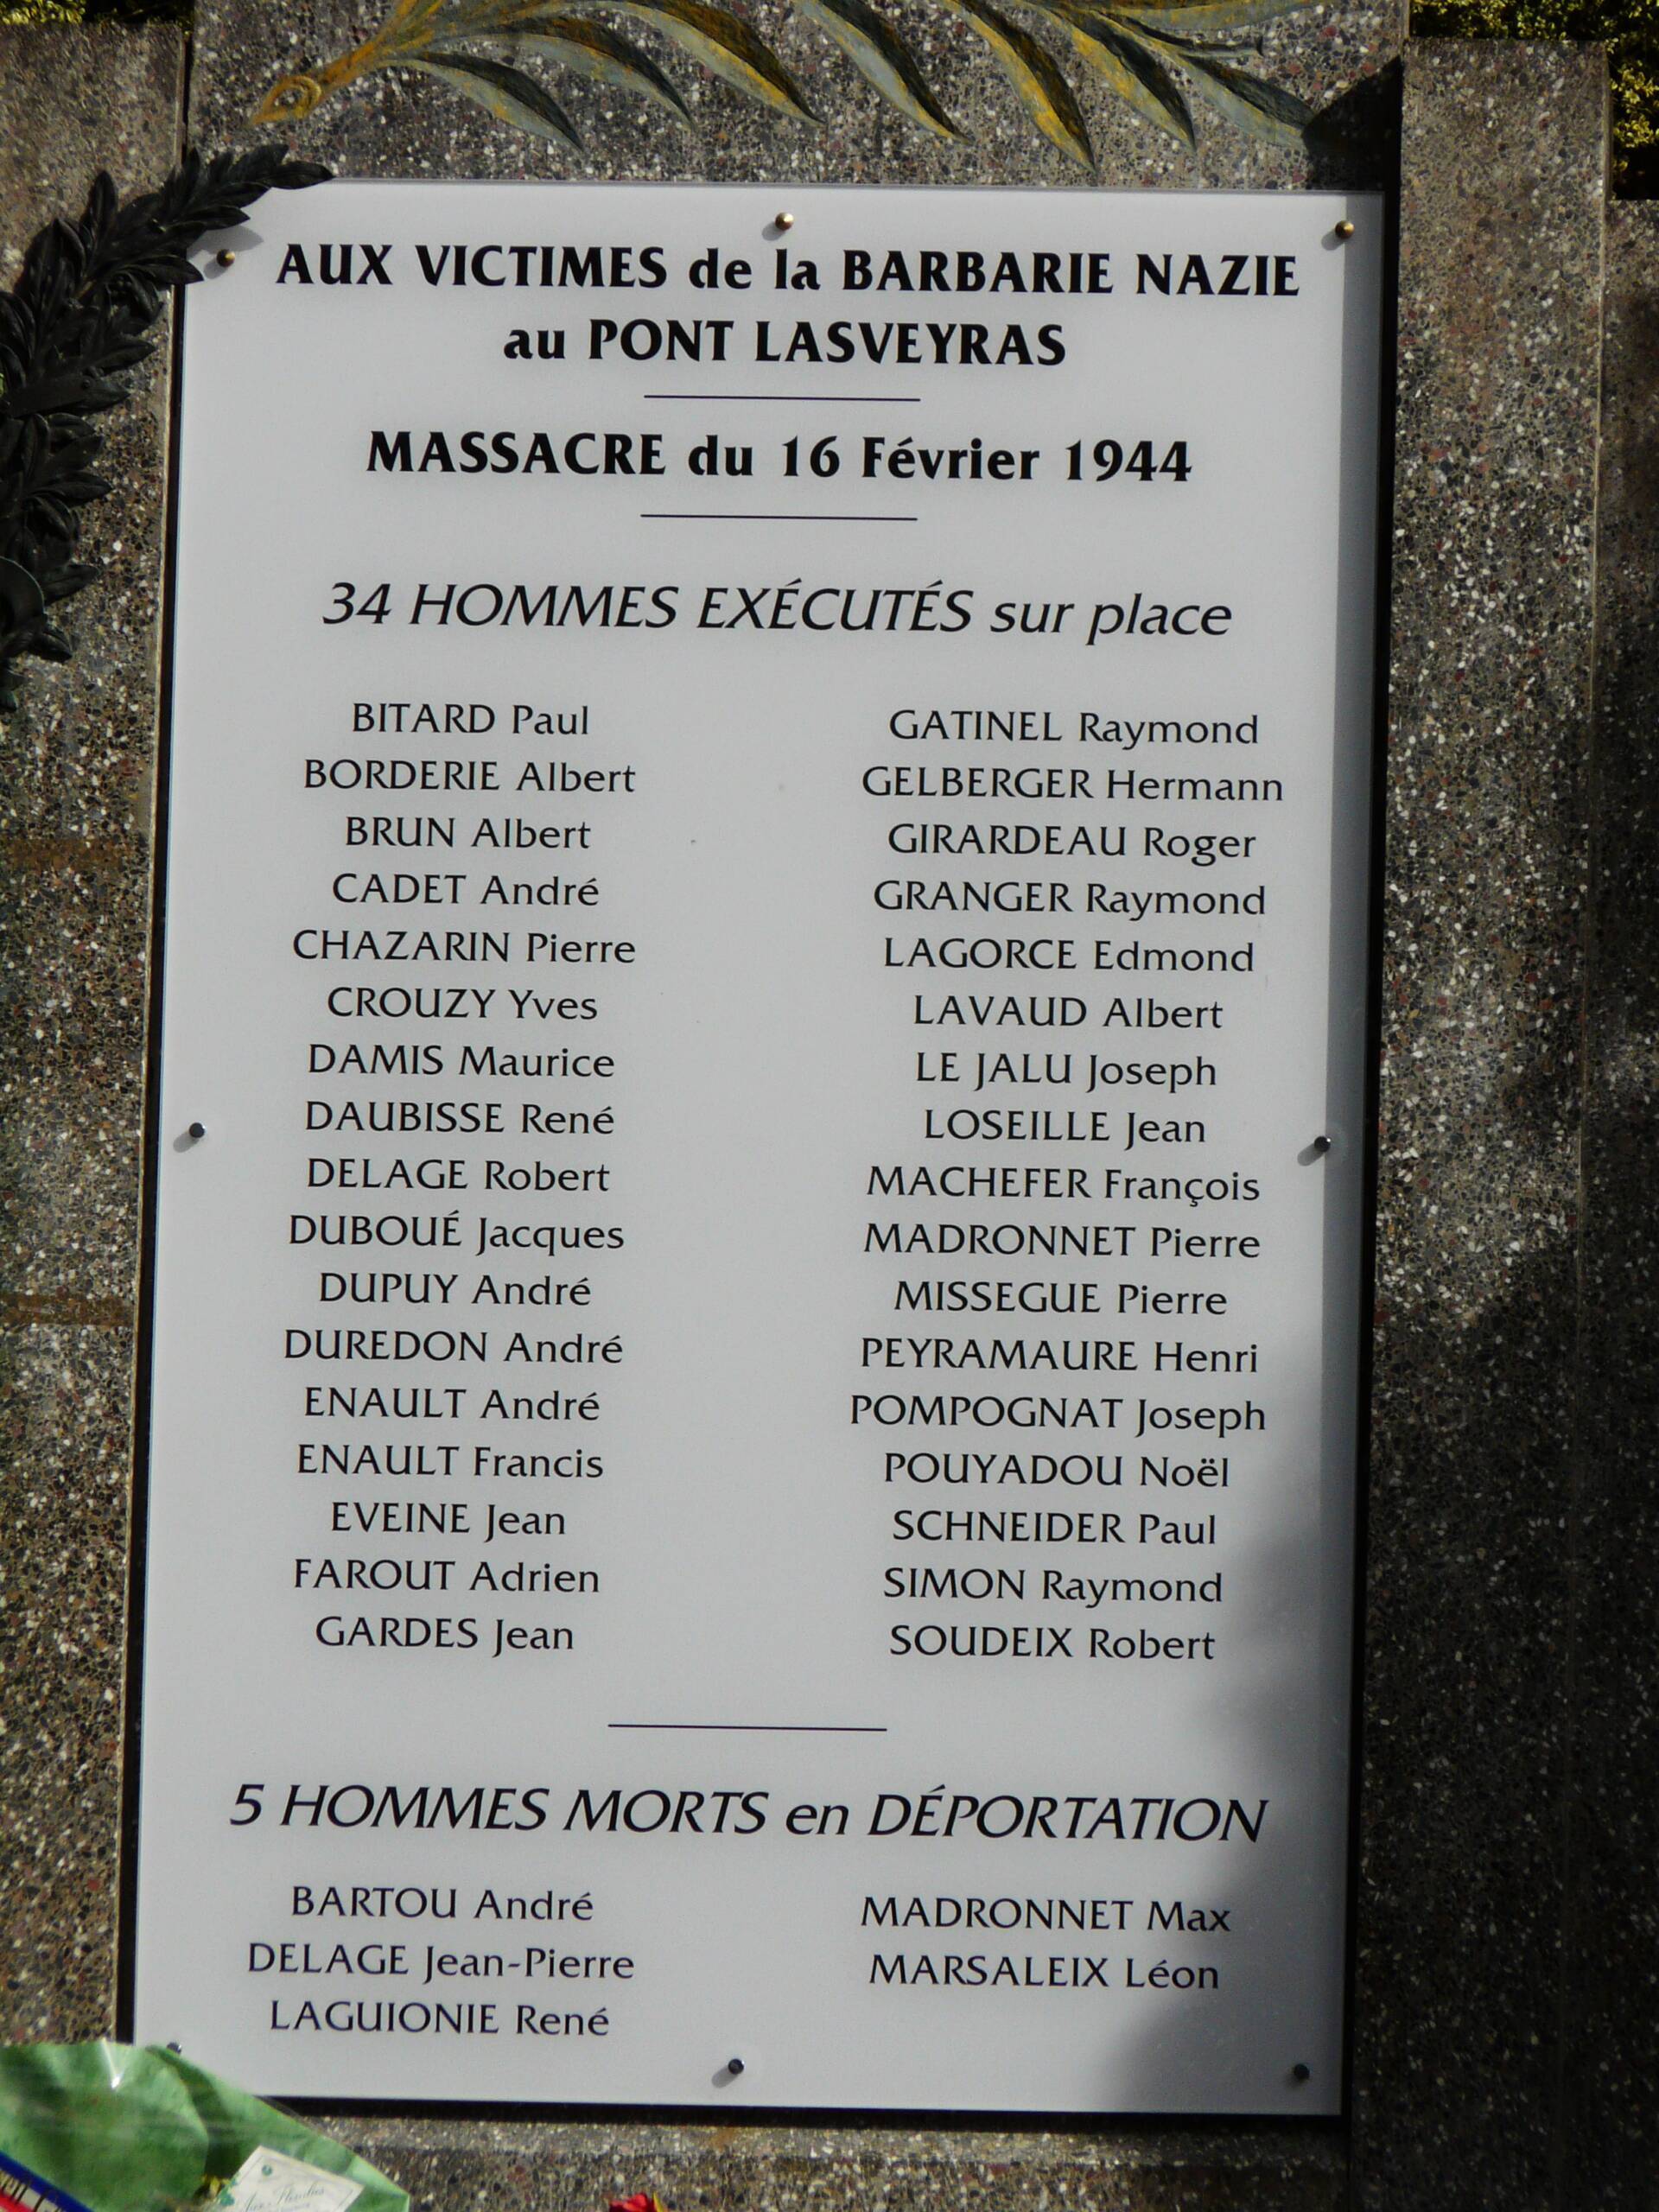 AUX VICTIMES de la BARBARIE NAZIE
au PONT LASVEYRAS
MASSACRE du 16 Février 1944
34 HOMMES EXÉCUTÉS sur place
BITARD Paul
BORDERIE Albert
BRUN Albert
CADET André
CHAZARIN Pierre
CROUZY Yves
DAMIS Maurice
DAUBISSE René
DELAGE Robert
DUBOUÉ Jacques
DUPUY André
DUREDON André
ENAULT André
ENAULT Francis
EVEINE Jean
FAROUT Adrien
GARDES Jean
GATINEL Raymond
GELBERGER Hermann
GIRARDEAU Roger
GRANGER Raymond
LAGORCE Edmond
LAVAUD Albert
LE JALU Joseph
LOSEILLE Jean
MACHEFER François
MADRONNET Pierre
MISSEGUE Pierre
PEYRAMAURE Henri
POMPOGNAT Joseph
POUYADOU Noël
SCHNEIDER Paul
SIMON Raymond
SOUDEIX Robert
5 HOMMES MORTS en DÉPORTATION
BARTOU André
DELAGE Jean-Pierre
LAGUIONIE René
MADRONNET Max
MARSALEIX Léon